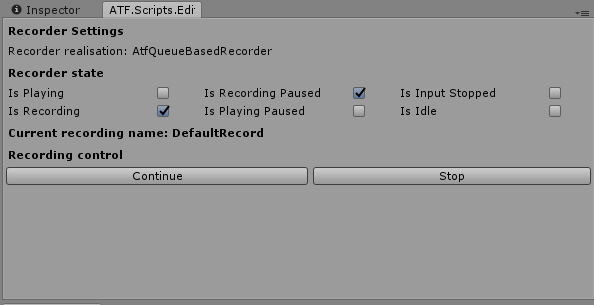 Inspector ATF.Scripts.Edi
Recorder Settings
Recorder realisation: AtfQueueBasedRecorder
Recorder state
Is Playing Is Recording Paused Is Input Stopped
Is Recording Is Playing Paused Is Idle
Current recording name: DefaultRecord
Recording control
Continue Stop